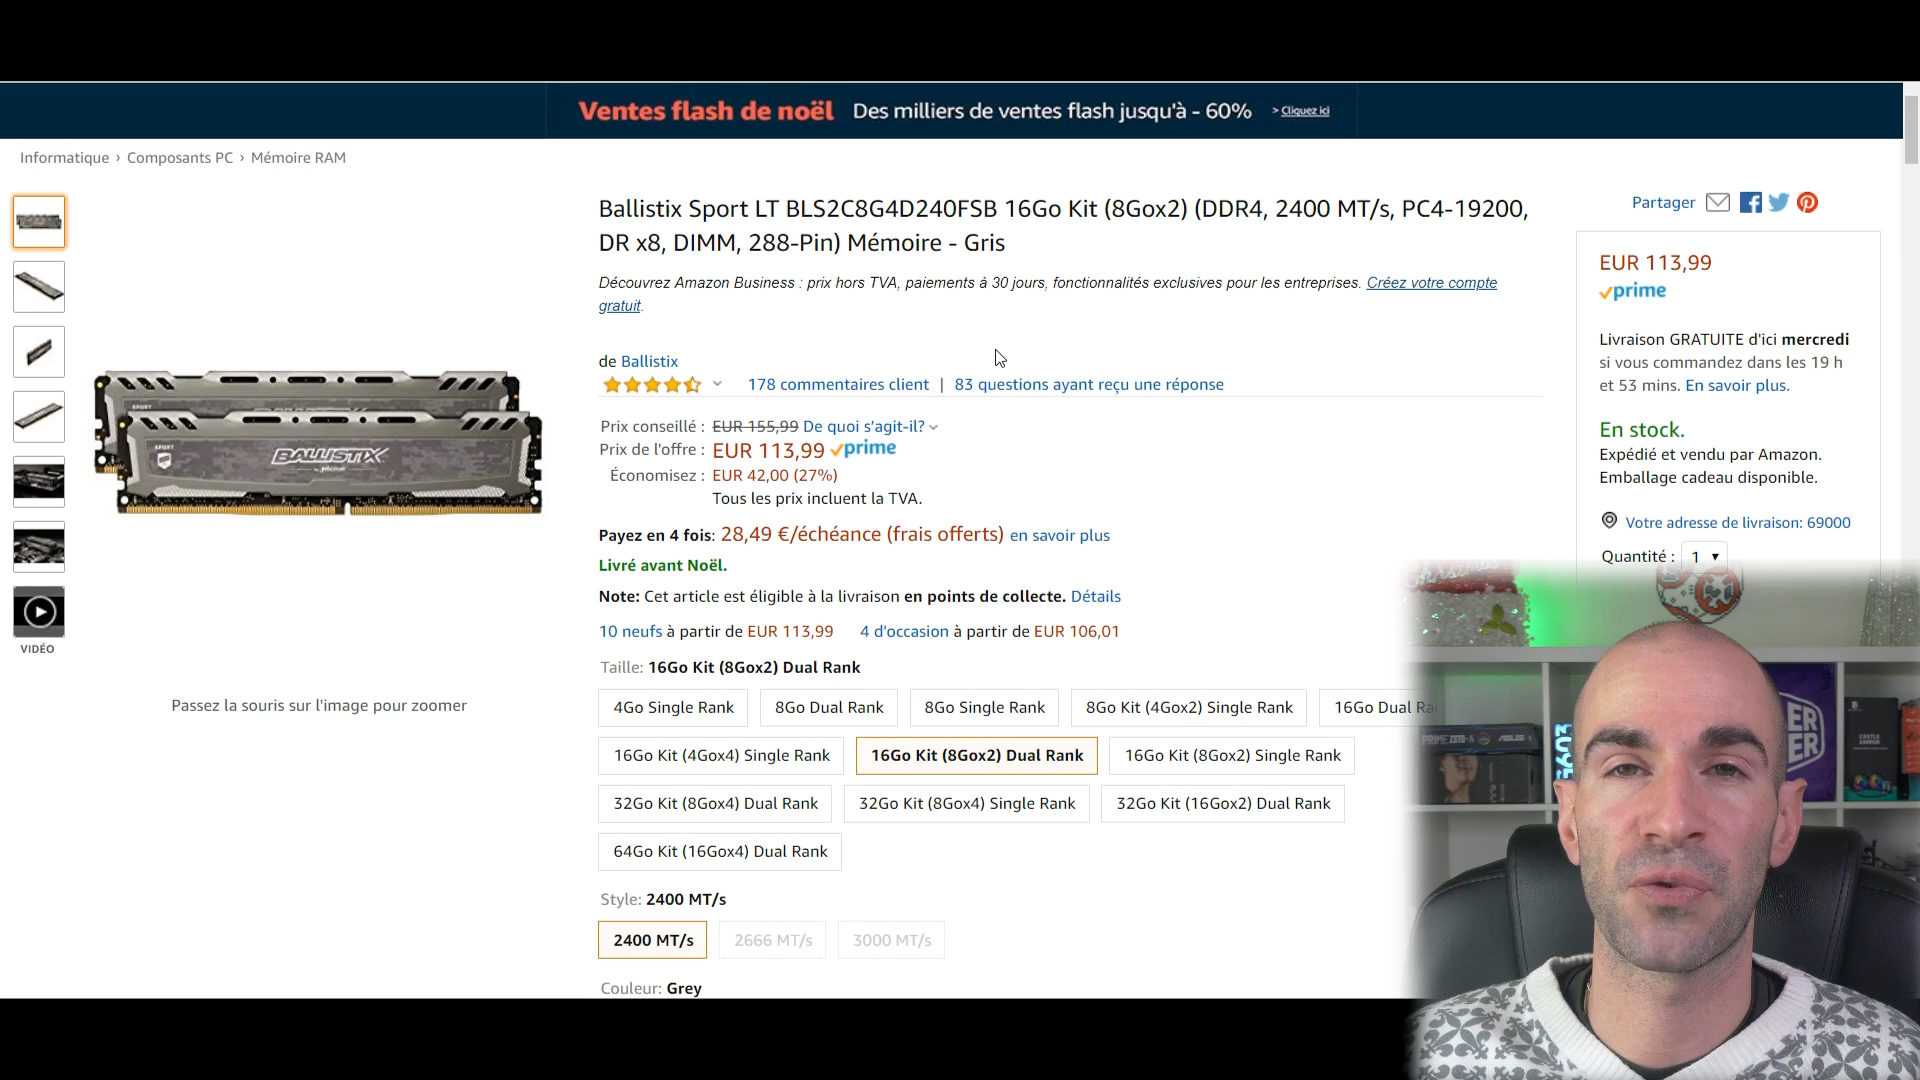 Ventes flash de noël Des milliers de ventes flash jusqu'à - 60% > Cliquez ici
Informatique › Composants PC › Mémoire RAM
Ballistix Sport LT BLS2C8G4D240FSB 16Go Kit (8Gox2) (DDR4, 2400 MT/s, PC4-19200,
DR x8, DIMM, 288-Pin) Mémoire - Gris
Découvrez Amazon Business : prix hors TVA, paiements à 30 jours, fonctionnalités exclusives pour les entreprises. Créez votre compte
gratuit.
de Ballistix
178 commentaires client | 83 questions ayant reçu une réponse
Prix conseillé : EUR 155,99 De quoi s'agit-il?
Prix de l'offre : EUR 113,99 prime
Économisez : EUR 42,00 (27%)
Tous les prix incluent la TVA.
Payez en 4 fois: 28,49 €/échéance (frais offerts) en savoir plus
Livré avant Noël.
Note: Cet article est éligible à la livraison en points de collecte. Détails
10 neufs à partir de EUR 113,99 4 d'occasion à partir de EUR 106,01
Taille: 16Go Kit (8Gox2) Dual Rank
4Go Single Rank 8Go Dual Rank 8Go Single Rank 8Go Kit (4Gox2) Single Rank 16Go Dual Ra
16Go Kit (4Gox4) Single Rank 16Go Kit (8Gox2) Dual Rank 16Go Kit (8Gox2) Single Rank
32Go Kit (8Gox4) Dual Rank 32Go Kit (8Gox4) Single Rank 32Go Kit (16Gox2) Dual Rank
64Go Kit (16Gox4) Dual Rank
Style: 2400 MT/s
2400 MT/s 2666 MT/s 3000 MT/s
Couleur: Grey
VIDÉO
Passez la souris sur l'image pour zoomer
SPORT
BALLISTIX
Partager
EUR 113,99
prime
Livraison GRATUITE d'ici mercredi
si vous commandez dans les 19 h
et 53 mins. En savoir plus.
En stock.
Expédié et vendu par Amazon.
Emballage cadeau disponible.
Votre adresse de livraison: 69000
Quantité : 1
PRIME Z270-A ASUS
ER
ER